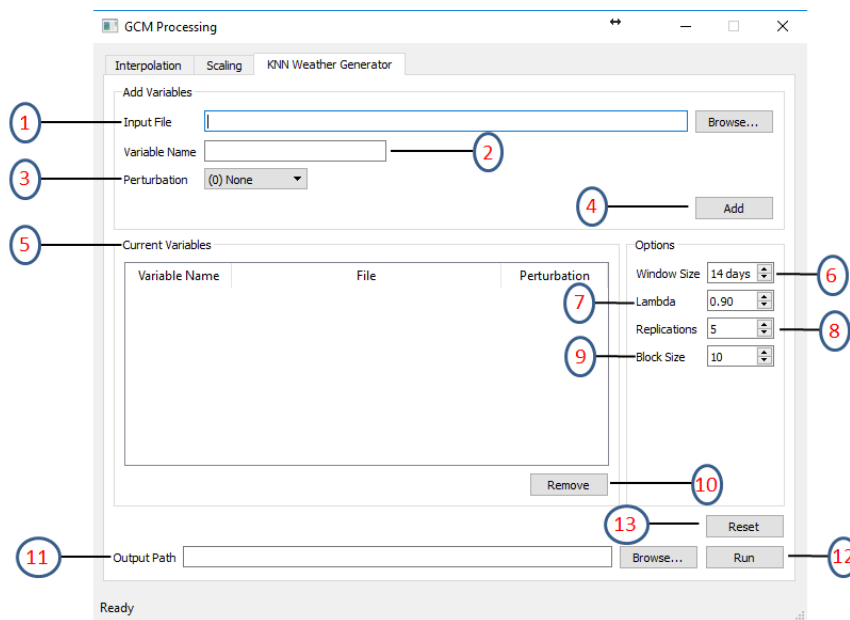 GCM Processing
Interpolation Scaling KNN Weather Generator
Add Variables
1 Input File Browse...
Variable Name 2
3 Perturbation (0) None
4 Add
5 Current Variables Options
Variable Name File Perturbation Window Size 14 days 6
7 Lambda 0.90
Replications 5 8
9 Block Size 10
Remove 10
13 Reset
11 Output Path Browse... Run 12
Ready